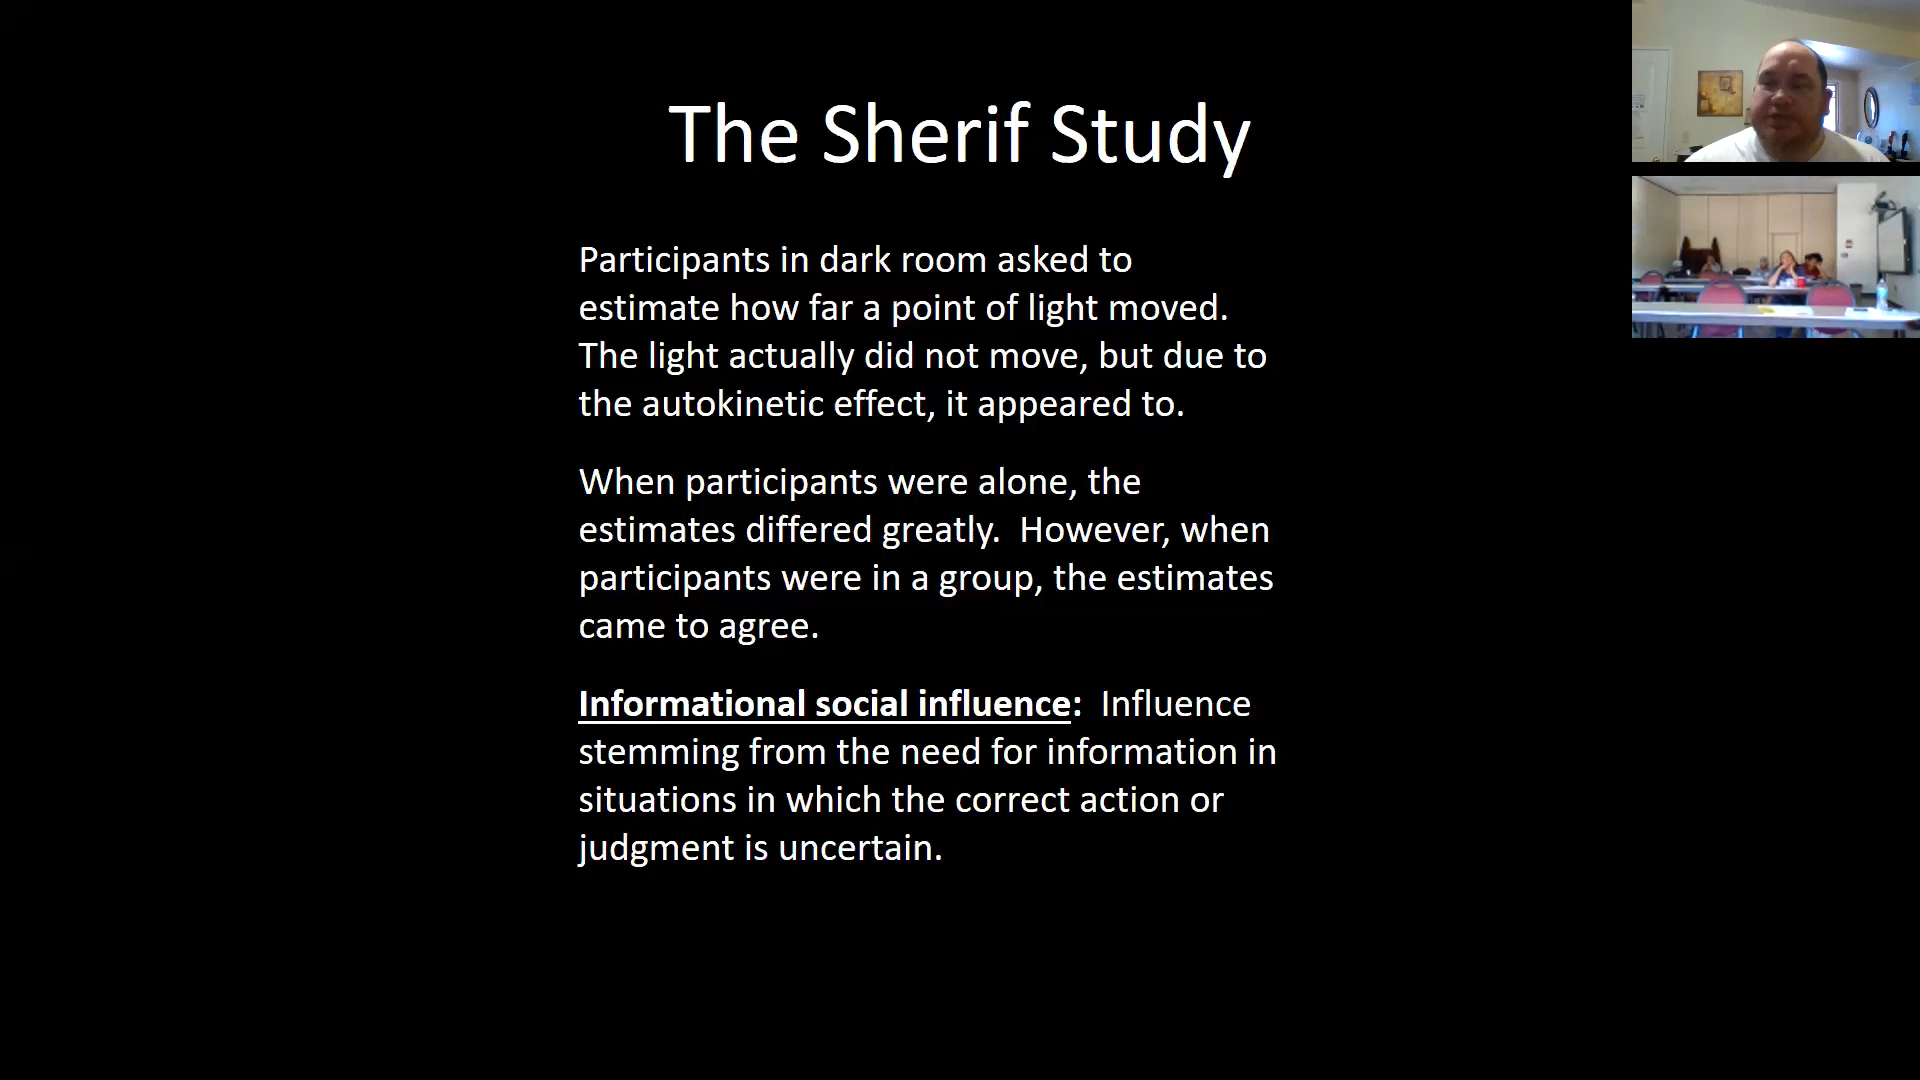 The Sherif Study
Participants in dark room asked to
estimate how far a point of light moved.
The light actually did not move, but due to
the autokinetic effect, it appeared to.
When participants were alone, the
estimates differed greatly.  However, when
participants were in a group, the estimates
came to agree.
Informational social influence:  Influence
stemming from the need for information in
situations in which the correct action or
judgment is uncertain.